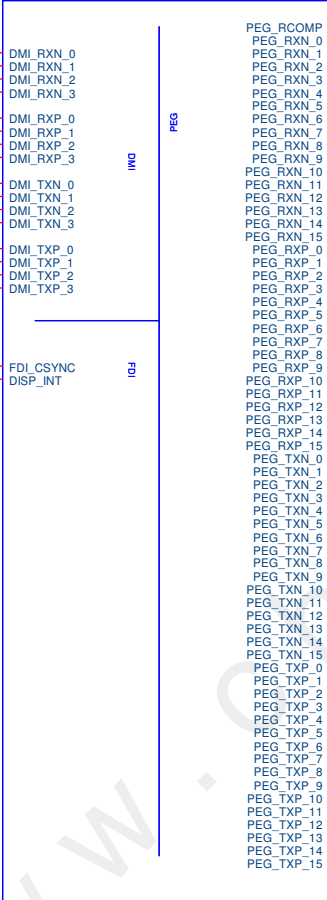 DMI_RXN_0
DMI_RXN_1
DMI_RXN_2
DMI_RXN_3
DMI_RXP_0
DMI_RXP_1
DMI_RXP_2
DMI_RXP_3
DMI_TXN_0
DMI_TXN_1
DMI_TXN_2
DMI_TXN_3
DMI_TXP_0
DMI_TXP_1
DMI_TXP_2
DMI_TXP_3
DMI
FDI_CSYNC
DISP_INT
FDI
PEG
PEG_RCOMP
PEG_RXN_0
PEG_RXN_1
PEG_RXN_2
PEG_RXN_3
PEG_RXN_4
PEG_RXN_5
PEG_RXN_6
PEG_RXN_7
PEG_RXN_8
PEG_RXN_9
PEG_RXN_10
PEG_RXN_11
PEG_RXN_12
PEG_RXN_13
PEG_RXN_14
PEG_RXN_15
PEG_RXP_0
PEG_RXP_1
PEG_RXP_2
PEG_RXP_3
PEG_RXP_4
PEG_RXP_5
PEG_RXP_6
PEG_RXP_7
PEG_RXP_8
PEG_RXP_9
PEG_RXP_10
PEG_RXP_11
PEG_RXP_12
PEG_RXP_13
PEG_RXP_14
PEG_RXP_15
PEG_TXN_0
PEG_TXN_1
PEG_TXN_2
PEG_TXN_3
PEG_TXN_4
PEG_TXN_5
PEG_TXN_6
PEG_TXN_7
PEG_TXN_8
PEG_TXN_9
PEG_TXN_10
PEG_TXN_11
PEG_TXN_12
PEG_TXN_13
PEG_TXN_14
PEG_TXN_15
PEG_TXP_0
PEG_TXP_1
PEG_TXP_2
PEG_TXP_3
PEG_TXP_4
PEG_TXP_5
PEG_TXP_6
PEG_TXP_7
PEG_TXP_8
PEG_TXP_9
PEG_TXP_10
PEG_TXP_11
PEG_TXP_12
PEG_TXP_13
PEG_TXP_14
PEG_TXP_15